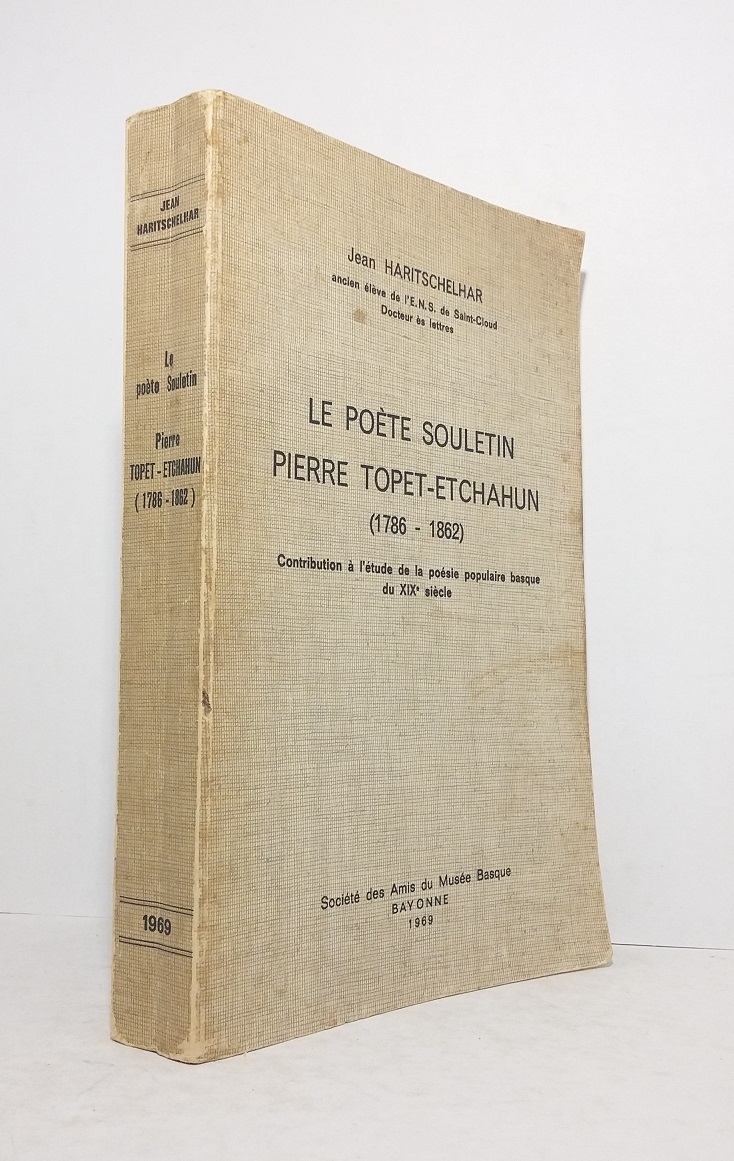 JEAN
HARITSCHELHAR
Le
poète Souletin
Pierre
TOPET-ETCHAHUN
(1786-1862)
1969
Jean HARITSCHELHAR
ancien élève de l'E.N.S. de Saint-Cloud
Docteur ès lettres
LE POÈTE SOULETIN
PIERRE TOPET-ETCHAHUN
(1786 - 1862)
Contribution à l'étude de la poésie populaire basque
du XIXe siècle
Société des Amis du Musée Basque
BAYONNE
1969